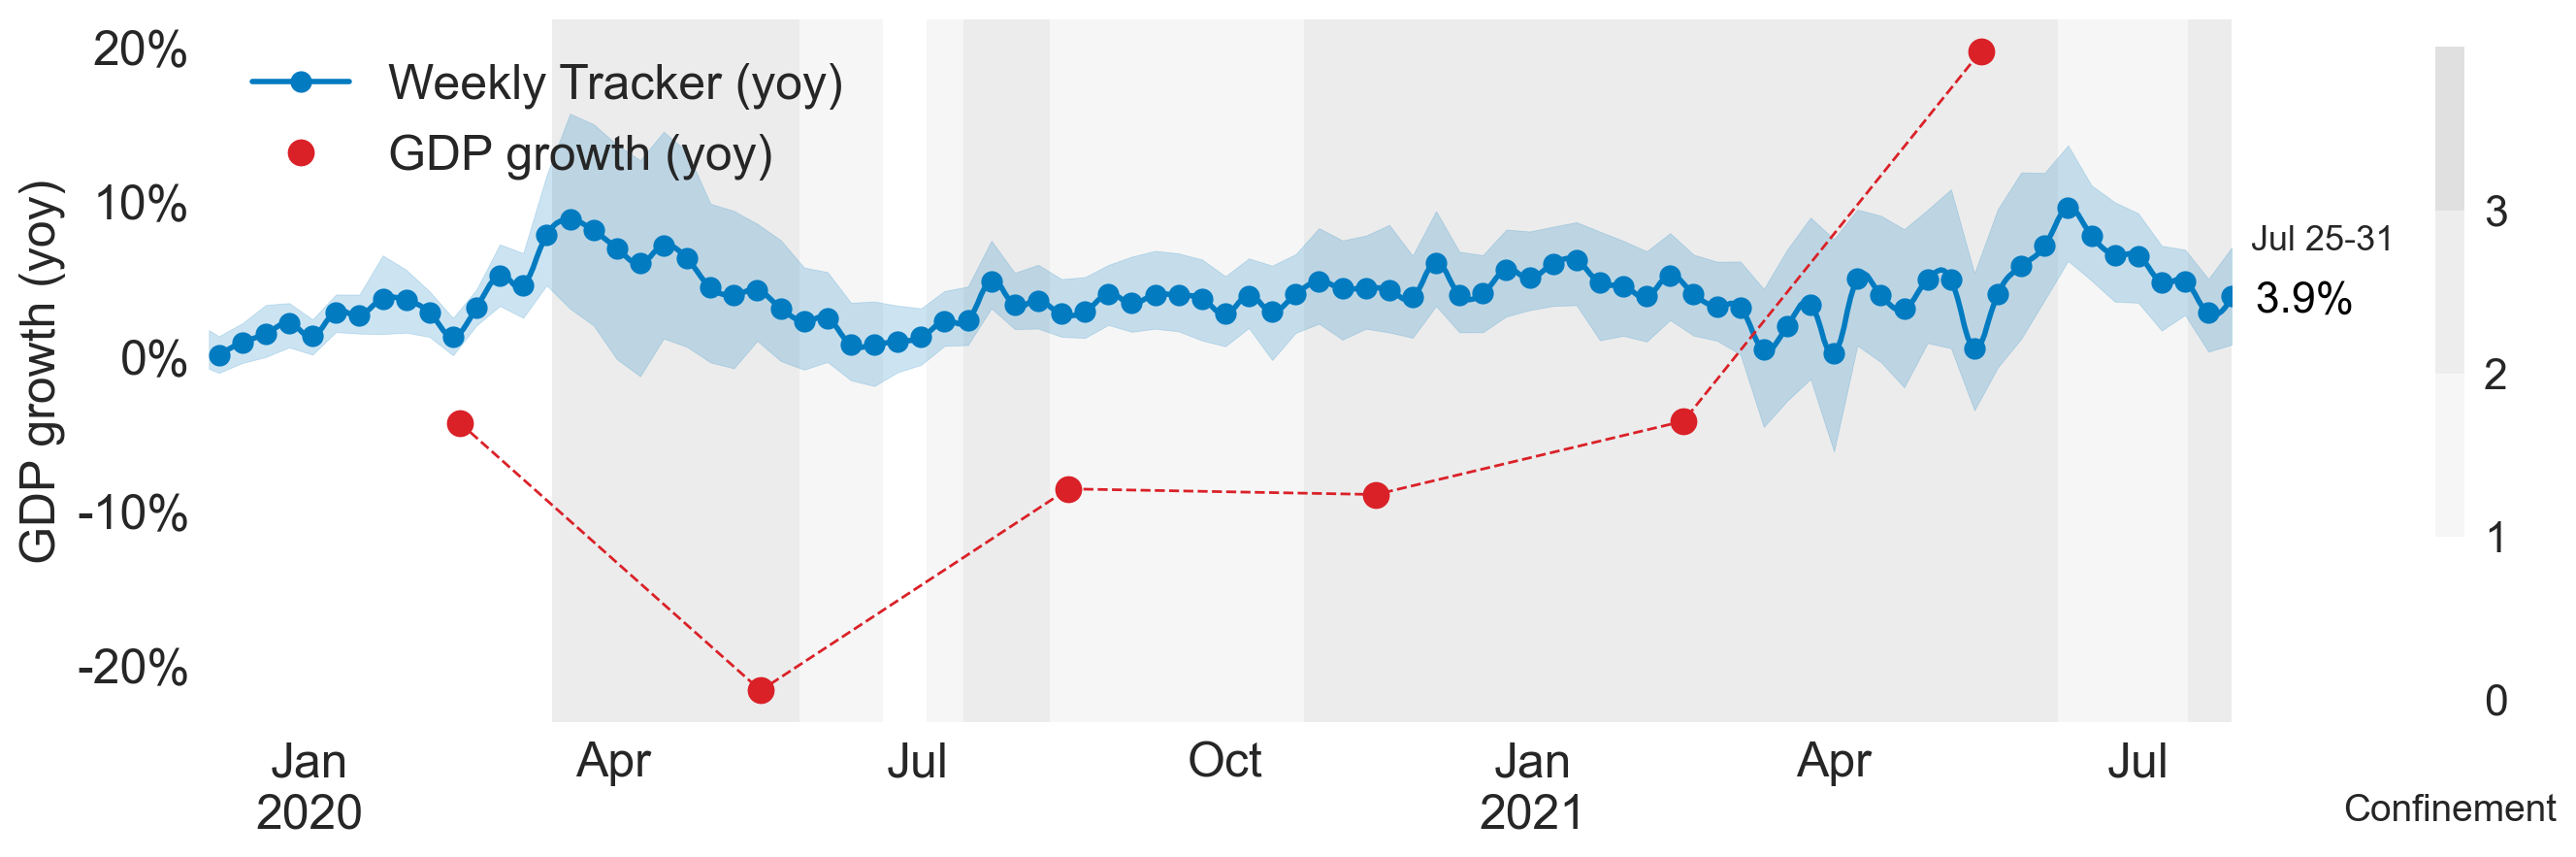 20%
10%
0%
-10%
-20%
GDP growth (yoy)
Weekly Tracker (yoy)
GDP growth (yoy)
Jul 25-31
3.9%
3
2
1
0
Confinement
Jan Apr Jul Oct Jan Apr Jul
2020 2021